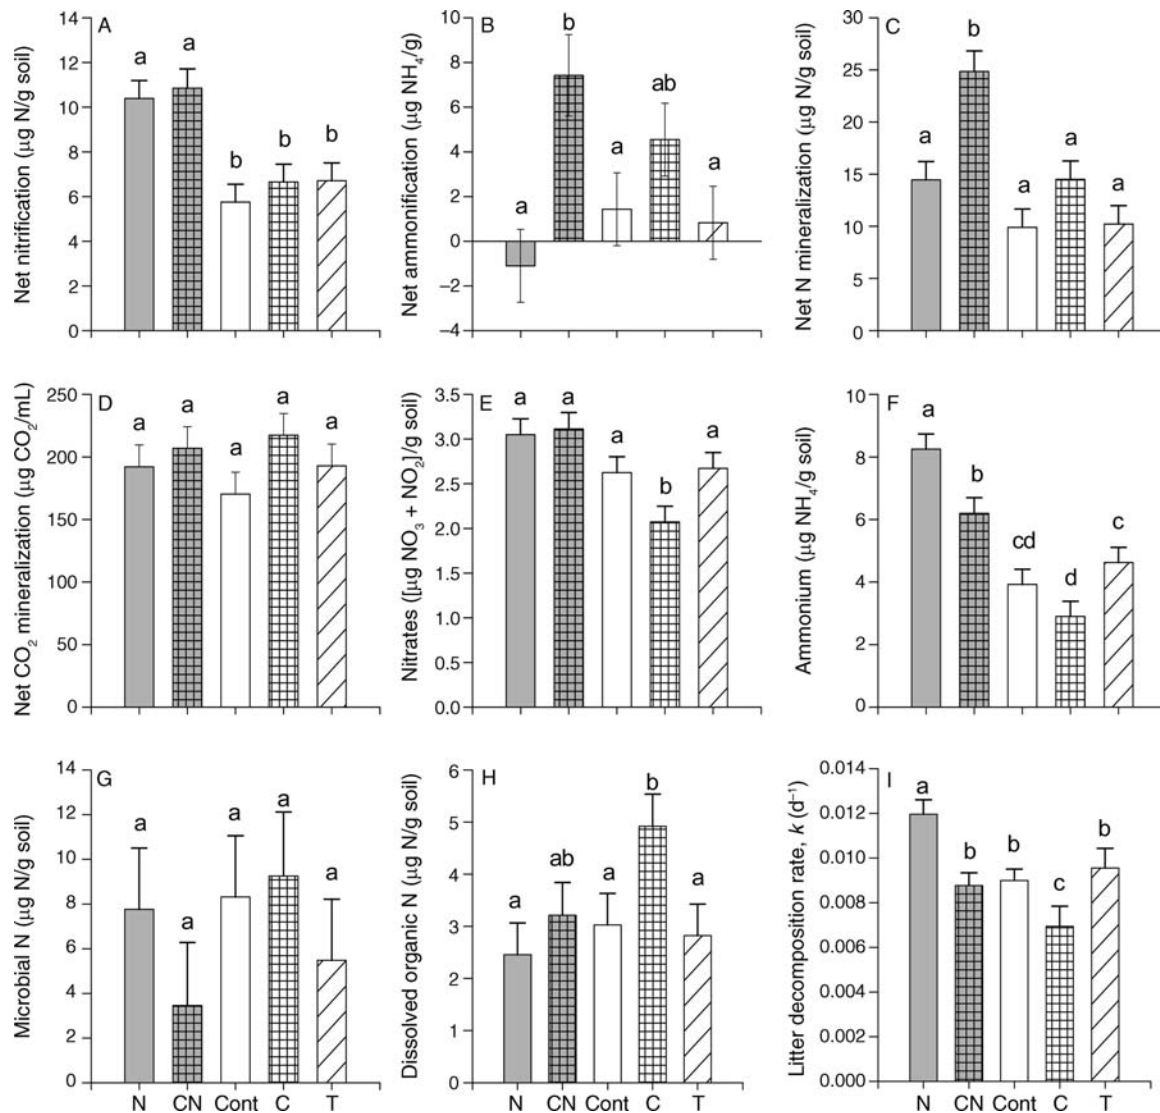 A
Net nitrification (μg N/g soil)
14
12
10
8
6
4
2
0
a
a
b
b
b
B
Net ammonification (μg NH₄/g)
10
8
6
4
2
0
−2
−4
a
b
a
ab
a
C
Net N mineralization (μg N/g soil)
30
25
20
15
10
5
0
a
b
a
a
a
D
Net CO₂ mineralization (μg CO₂/mL)
250
200
150
100
50
0
a
a
a
a
a
E
Nitrates ([μg NO₃ + NO₂]/g soil)
3.5
3.0
2.5
2.0
1.5
1.0
0.5
0.0
a
a
a
b
a
F
Ammonium (μg NH₄/g soil)
10
8
6
4
2
0
a
b
cd
d
c
G
Microbial N (μg N/g soil)
14
12
10
8
6
4
2
0
a
a
a
a
a
N CN Cont C T
H
Dissolved organic N (μg N/g soil)
6
5
4
3
2
1
0
a
ab
a
b
a
N CN Cont C T
I
Litter decomposition rate, k (d⁻¹)
0.014
0.012
0.010
0.008
0.006
0.004
0.002
0.000
a
b
b
c
b
N CN Cont C T